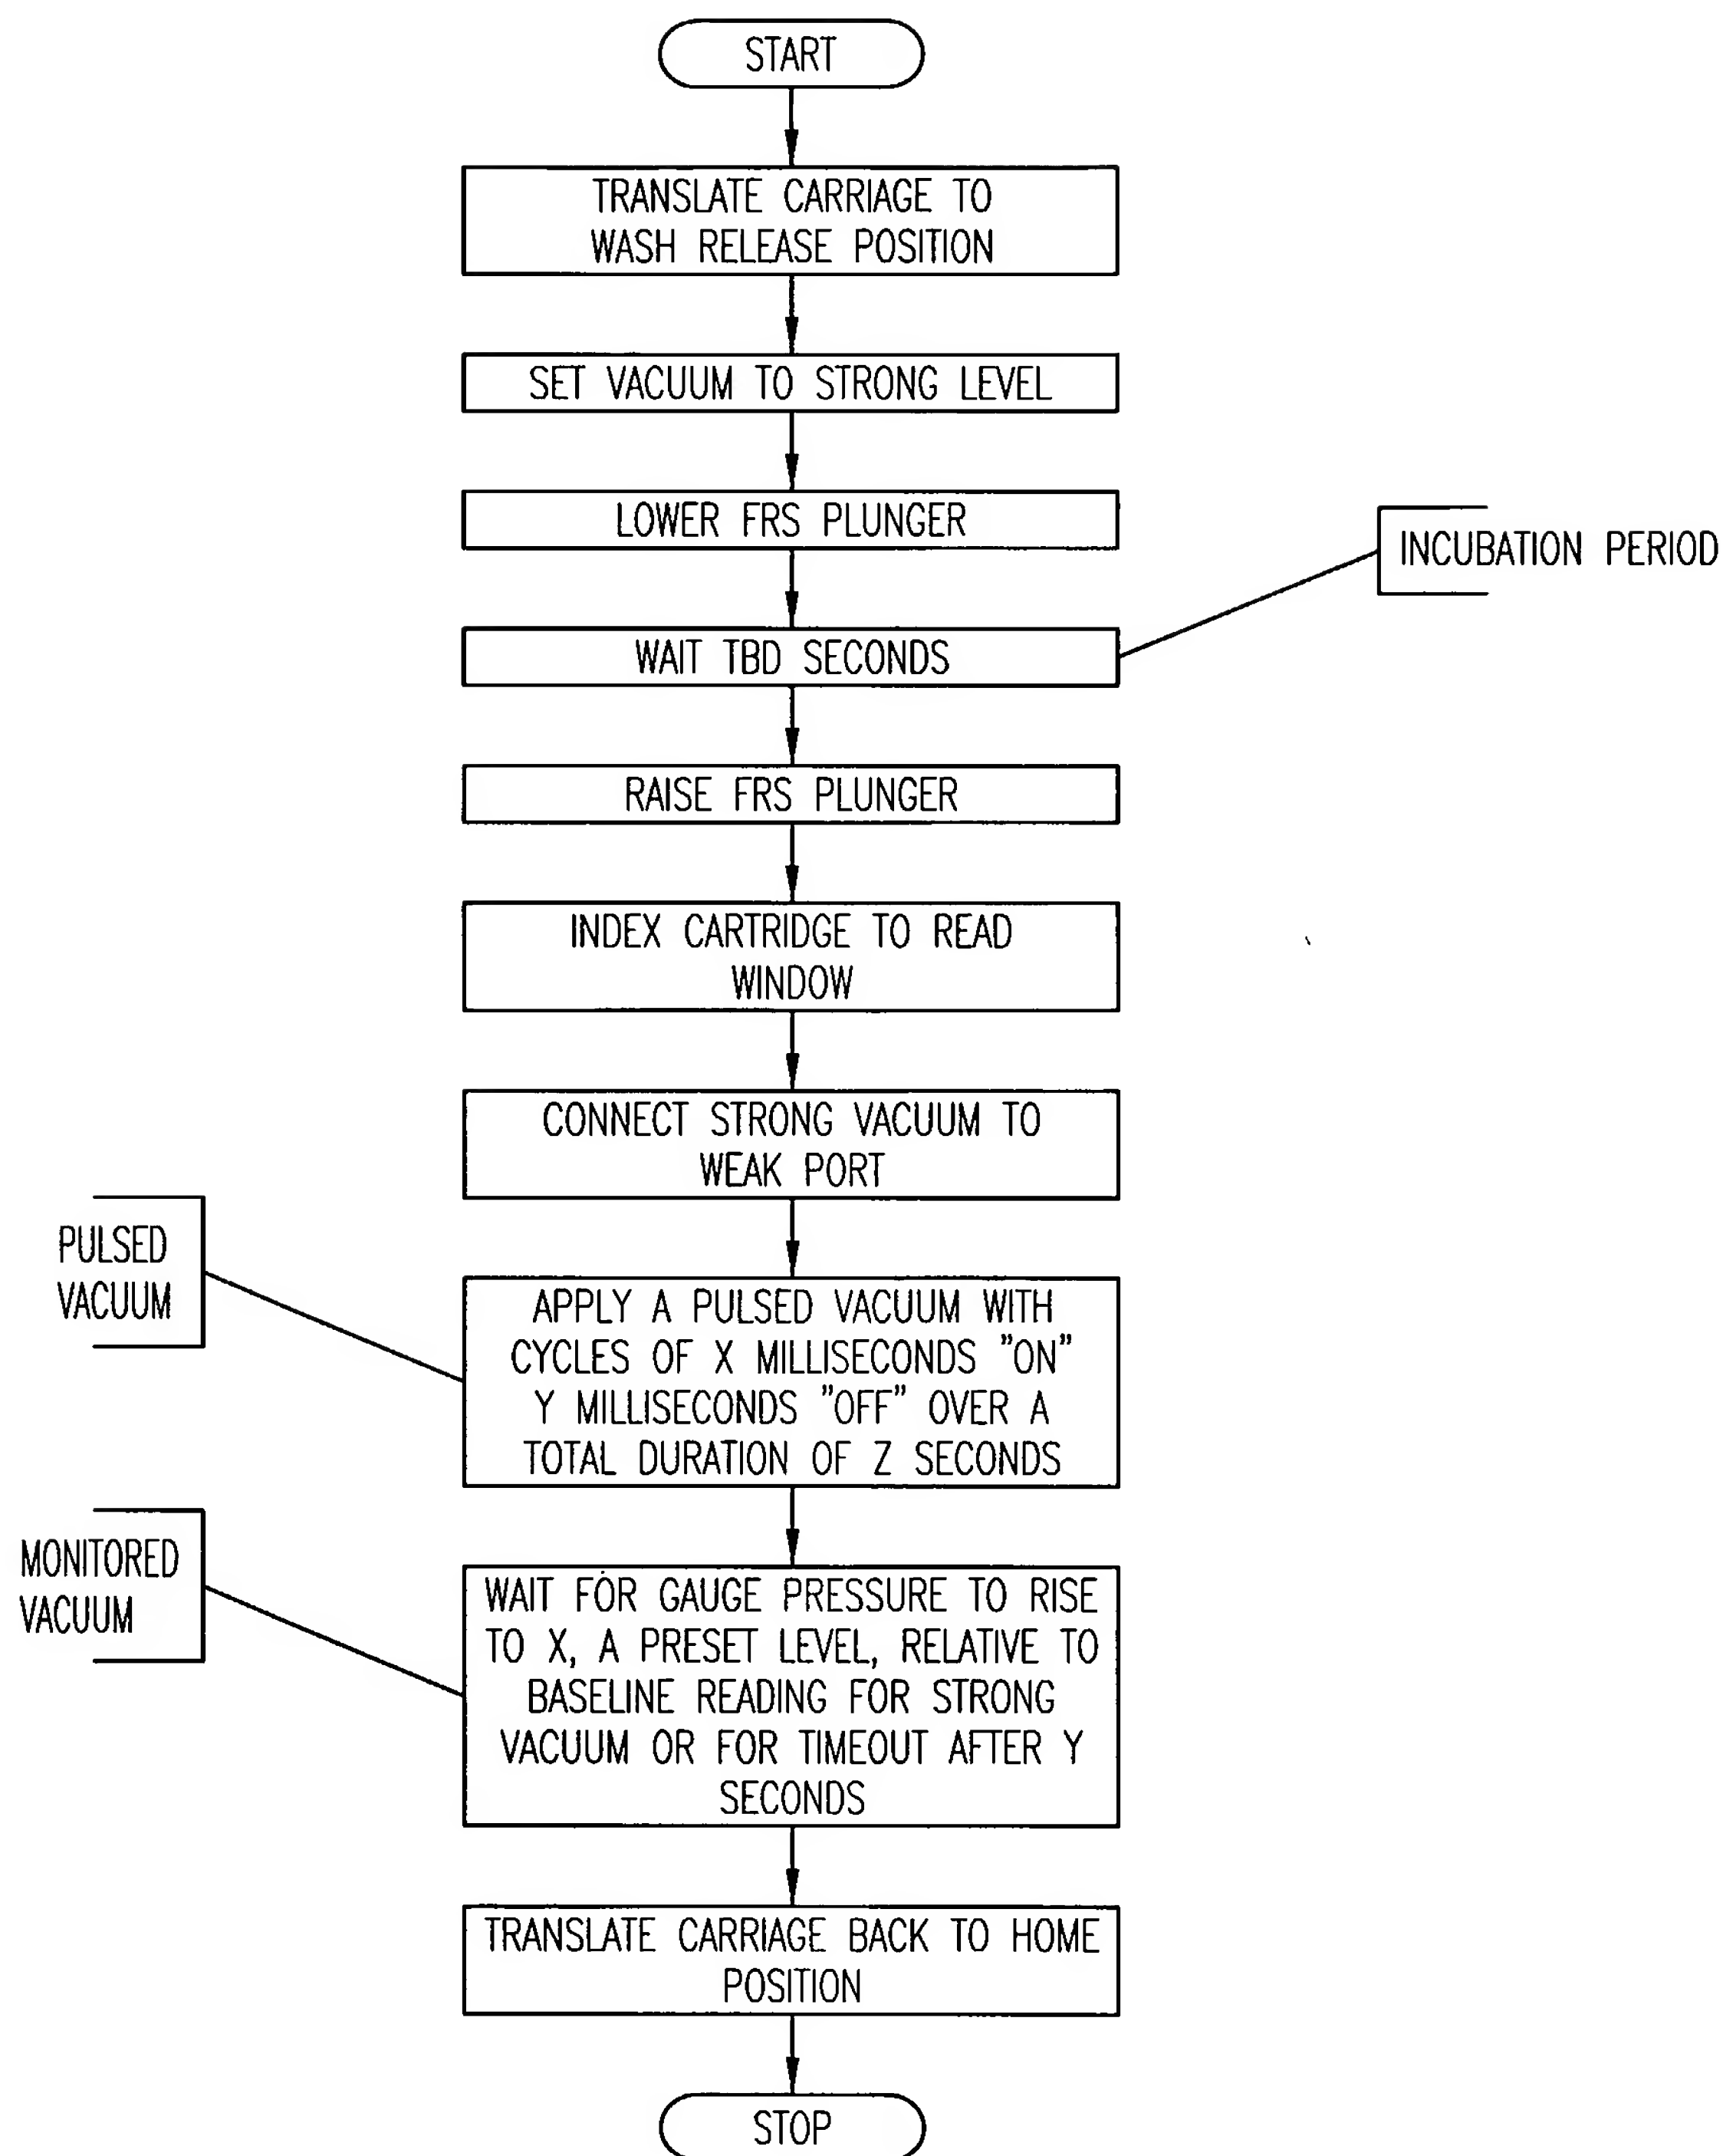 START
TRANSLATE CARRIAGE TO
WASH RELEASE POSITION
SET VACUUM TO STRONG LEVEL
LOWER FRS PLUNGER
INCUBATION PERIOD
WAIT TBD SECONDS
RAISE FRS PLUNGER
INDEX CARTRIDGE TO READ
WINDOW
CONNECT STRONG VACUUM TO
WEAK PORT
PULSED
VACUUM
APPLY A PULSED VACUUM WITH
CYCLES OF X MILLISECONDS "ON"
Y MILLISECONDS "OFF" OVER A
TOTAL DURATION OF Z SECONDS
MONITORED
VACUUM
WAIT FOR GAUGE PRESSURE TO RISE
TO X, A PRESET LEVEL, RELATIVE TO
BASELINE READING FOR STRONG
VACUUM OR FOR TIMEOUT AFTER Y
SECONDS
TRANSLATE CARRIAGE BACK TO HOME
POSITION
STOP